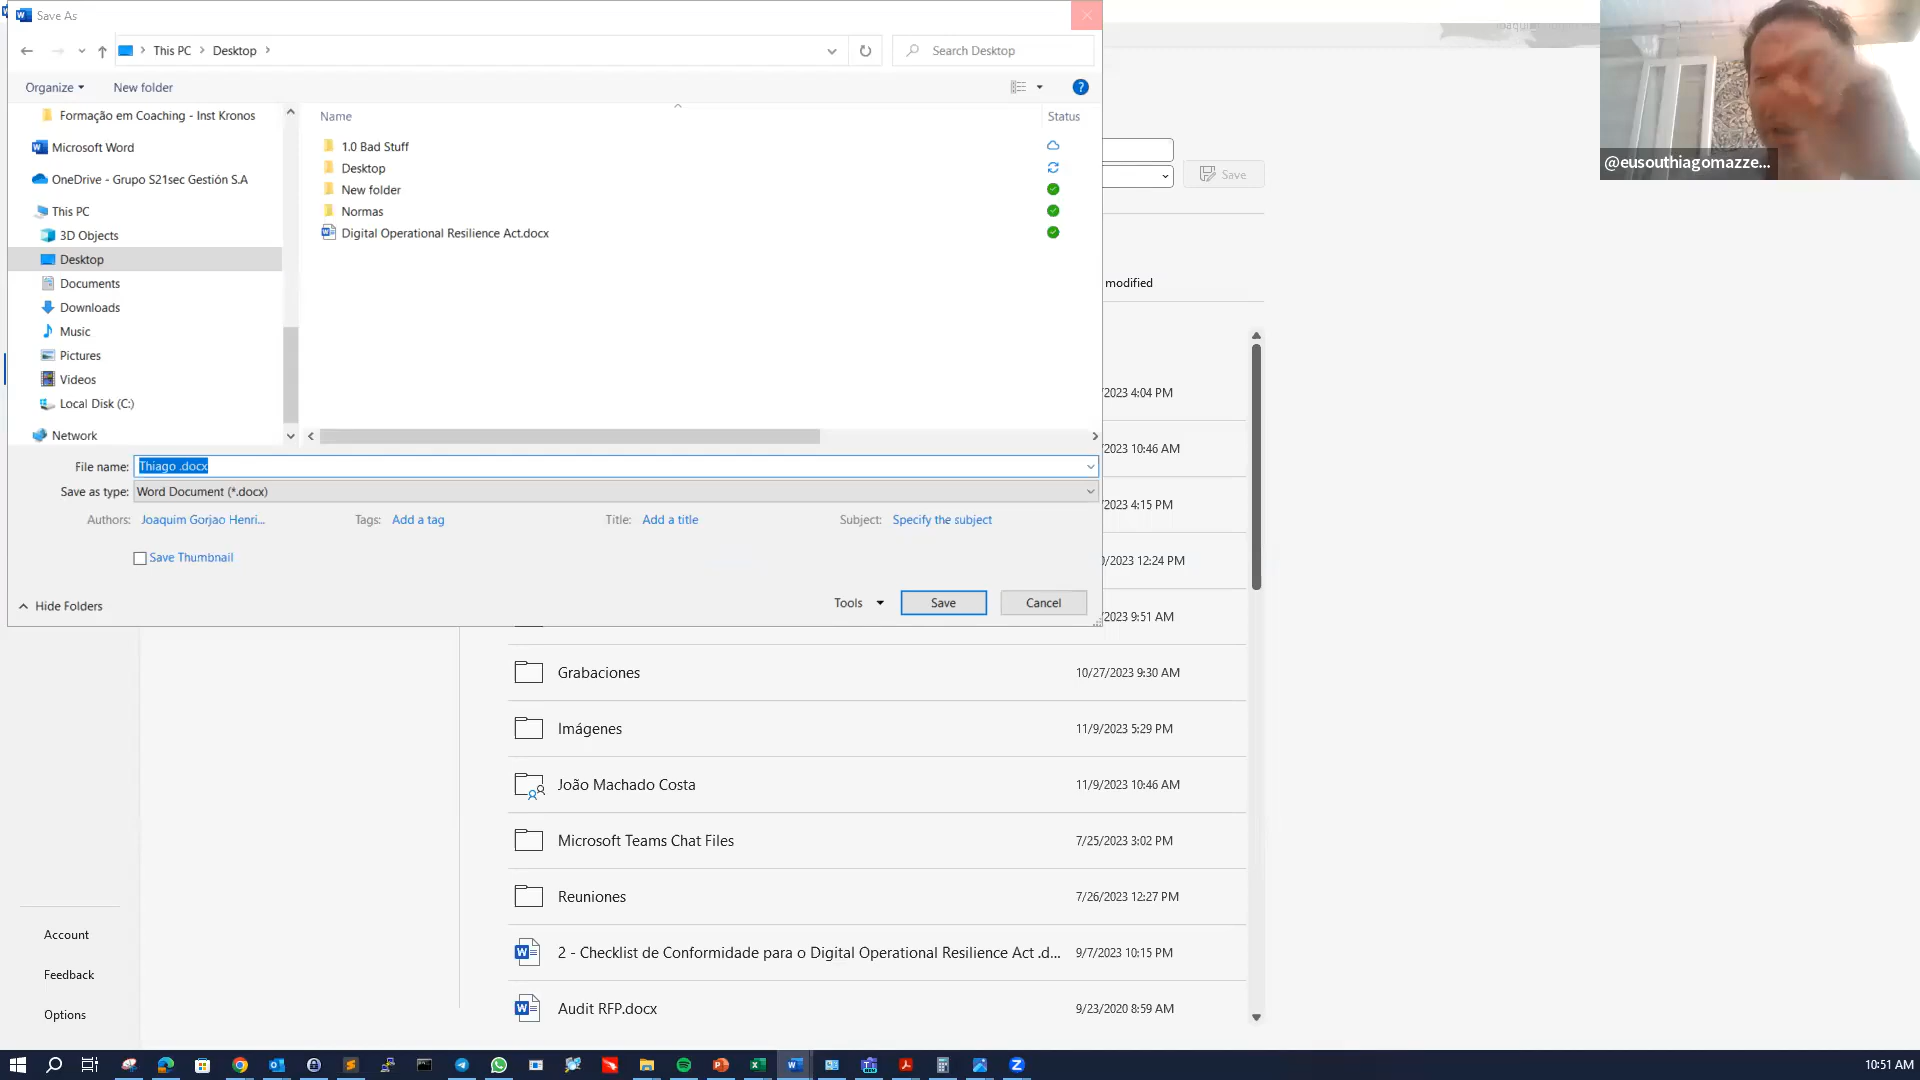 Save As
This PC
Desktop
Search Desktop
Organize
New folder
Formação em Coaching - Inst Kronos
Microsoft Word
OneDrive - Grupo S21sec Gestión S.A
This PC
3D Objects
Desktop
Documents
Downloads
Music
Pictures
Videos
Local Disk (C:)
Network
Name
Status
1.0 Bad Stuff
Desktop
New folder
Normas
Digital Operational Resilience Act.docx
File name:
Thiago .docx
Save as type:
Word Document (*.docx)
Authors:
Joaquim Gorjao Henri...
Tags:
Add a tag
Title:
Add a title
Subject:
Specify the subject
Save Thumbnail
Hide Folders
Tools
Save
Cancel
Save
@eusouthiagomazze...
modified
/2023 4:04 PM
/2023 10:46 AM
/2023 4:15 PM
/2023 12:24 PM
/2023 9:51 AM
Grabaciones
10/27/2023 9:30 AM
Imágenes
11/9/2023 5:29 PM
João Machado Costa
11/9/2023 10:46 AM
Microsoft Teams Chat Files
7/25/2023 3:02 PM
Reuniones
7/26/2023 12:27 PM
2 - Checklist de Conformidade para o Digital Operational Resilience Act .d...
9/7/2023 10:15 PM
Audit RFP.docx
9/23/2020 8:59 AM
Account
Feedback
Options
10:51 AM